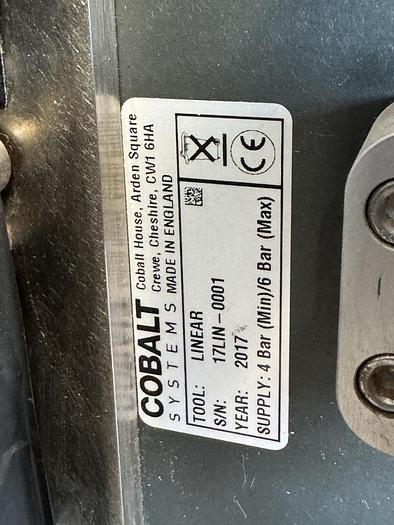 COBALT
SYSTEMS
Cobalt House, Arden Square
Crewe, Cheshire, CW1 6HA
MADE IN ENGLAND
TOOL: LINEAR
S/N: 17LIN-0001
YEAR: 2017
SUPPLY: 4 Bar (Min)/6 Bar (Max)
CE